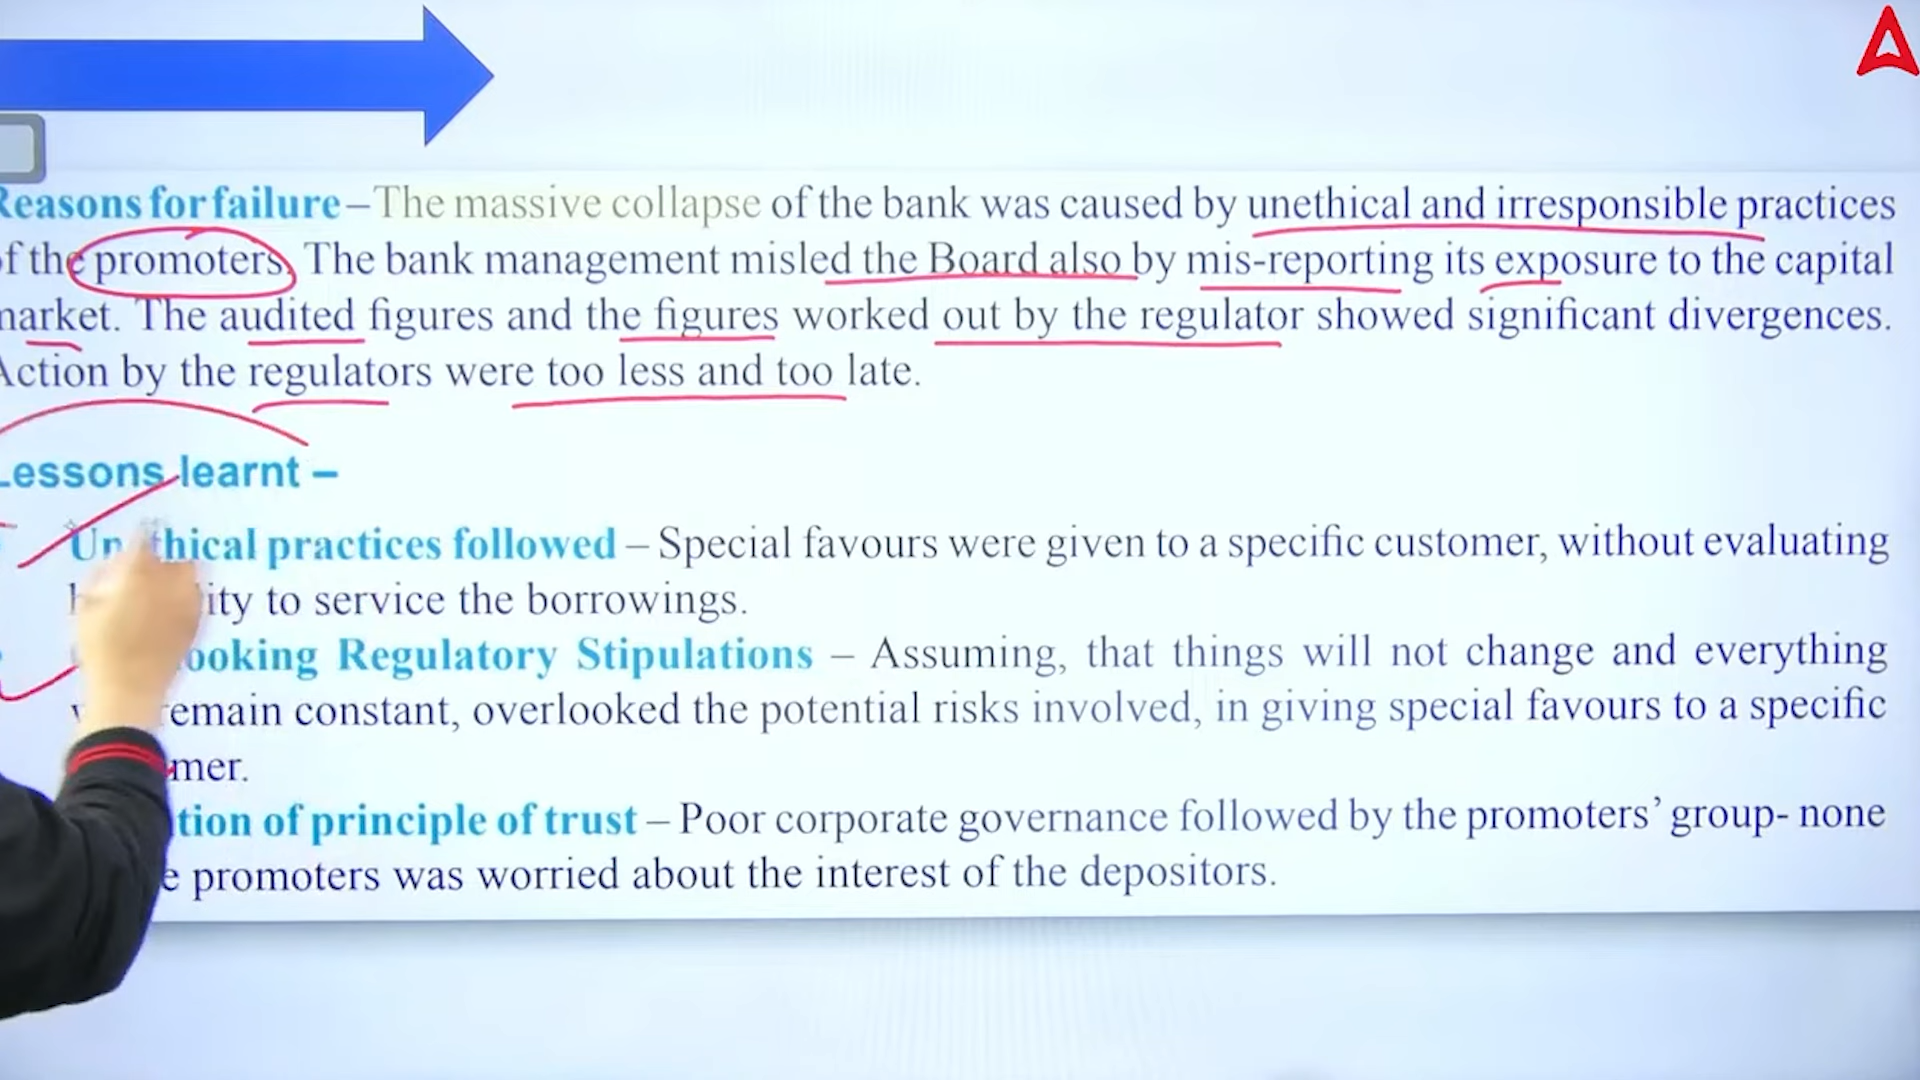 Reasons for failure – The massive collapse of the bank was caused by unethical and irresponsible practices
of the promoters. The bank management misled the Board also by mis-reporting its exposure to the capital
market. The audited figures and the figures worked out by the regulator showed significant divergences.
Action by the regulators were too less and too late.
Lessons learnt –
Unethical practices followed – Special favours were given to a specific customer, without evaluating
ity to service the borrowings.
ooking Regulatory Stipulations – Assuming, that things will not change and everything
emain constant, overlooked the potential risks involved, in giving special favours to a specific
mer.
tion of principle of trust – Poor corporate governance followed by the promoters' group- none
e promoters was worried about the interest of the depositors.